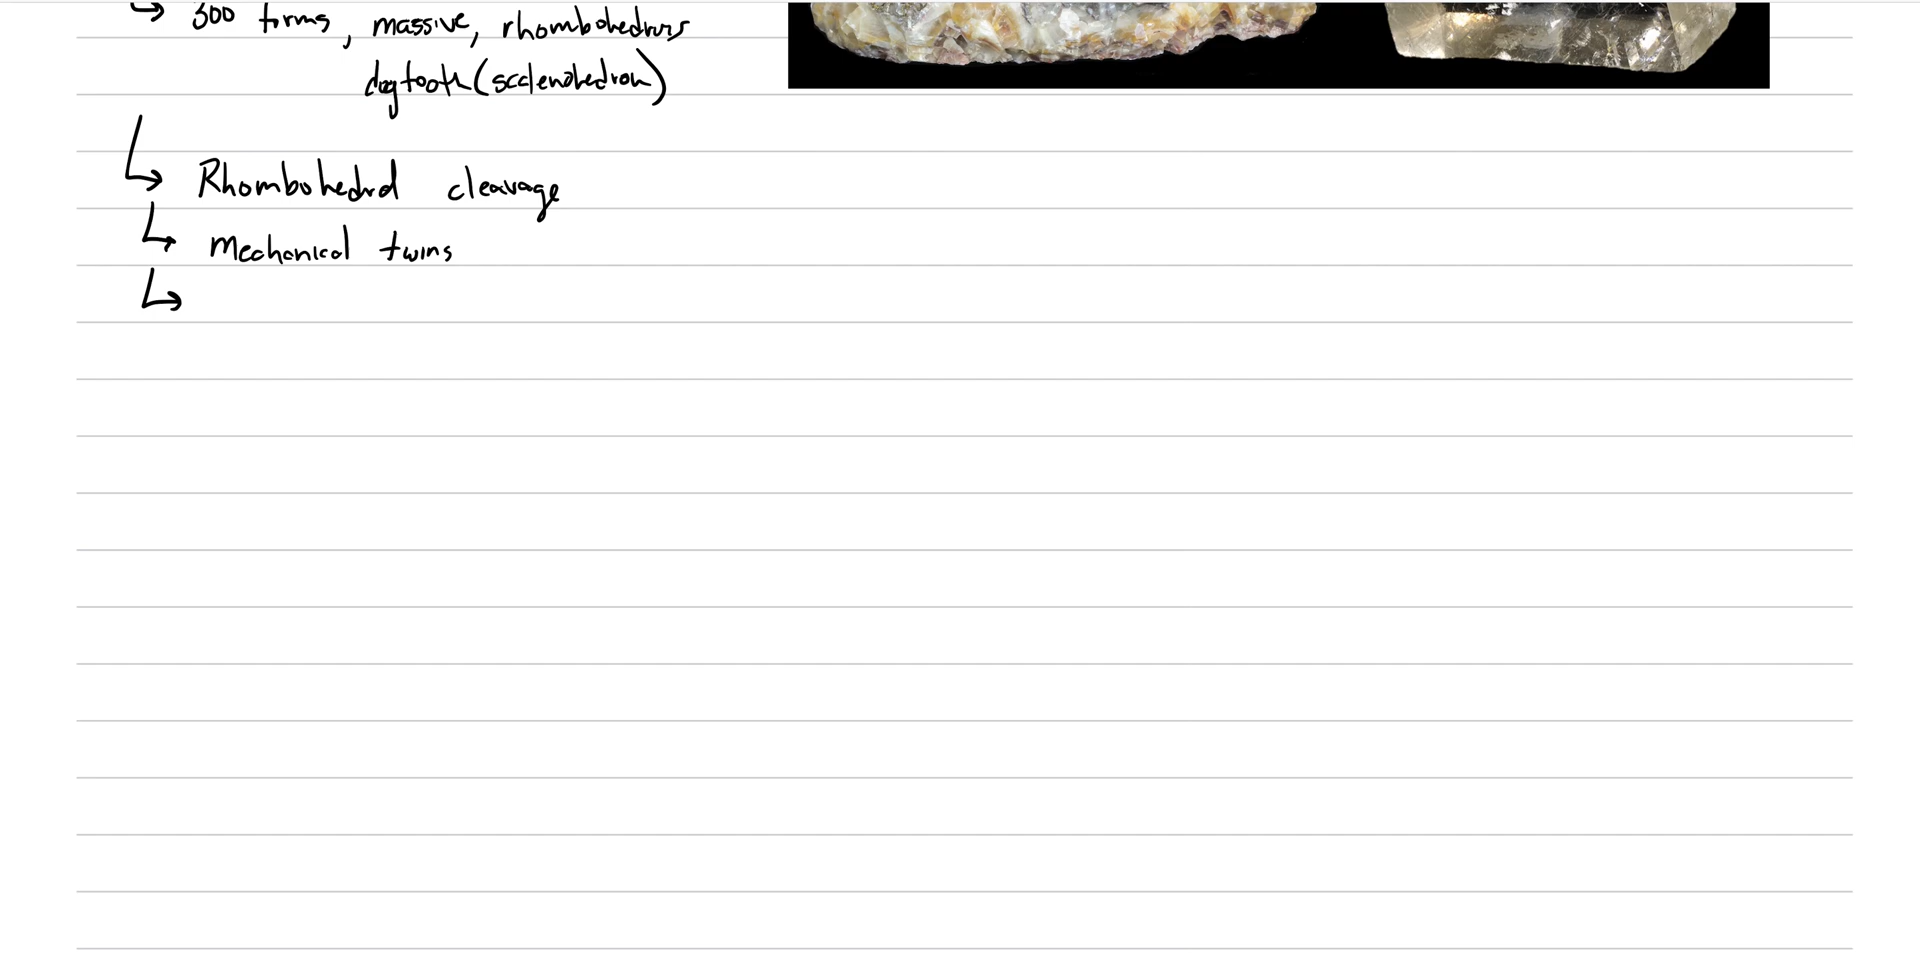 ↳ 300 forms, massive, rhombohedrons
dogtooth (scalenohedron)
↳ Rhombohedral cleavage
↳ Mechanical twins
↳